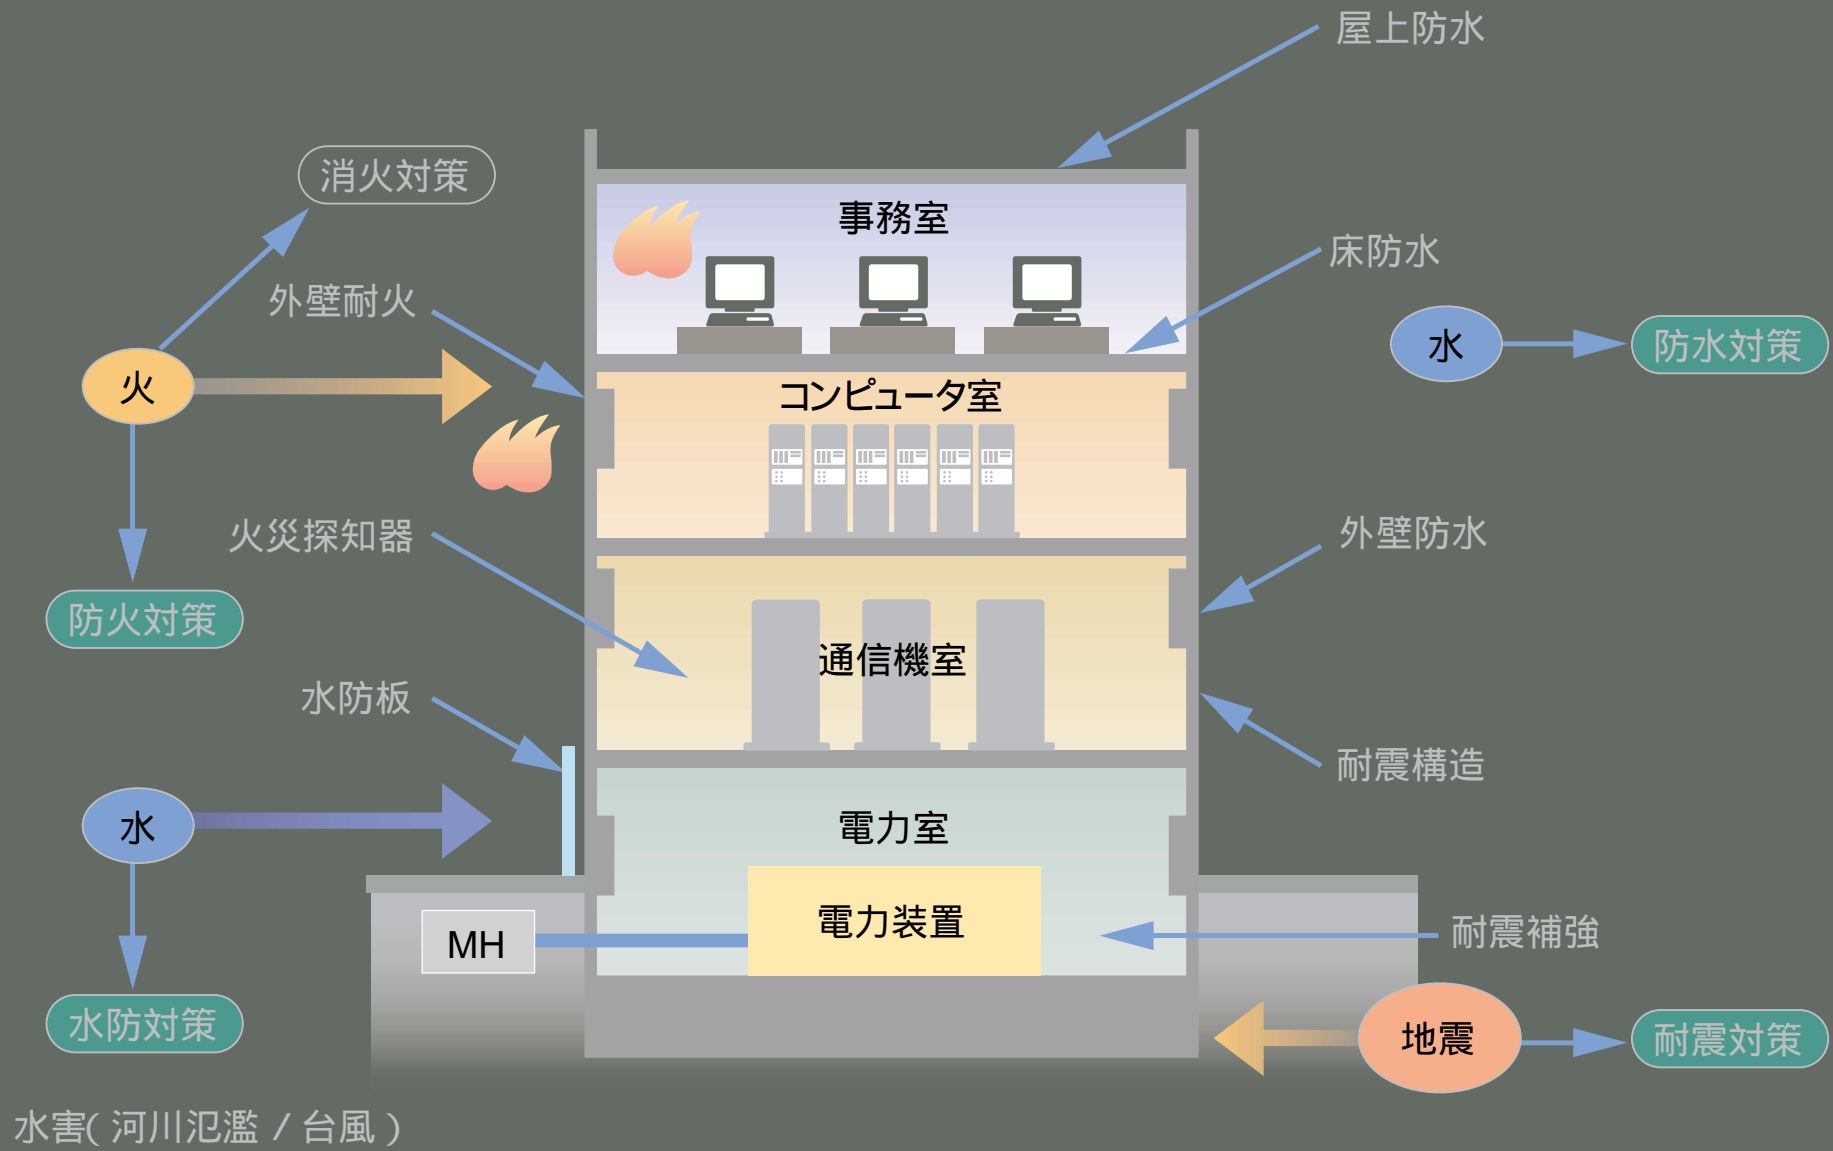 屋上防水
消火対策
事務室
床防水
外壁耐火
水
防水対策
火
コンピュータ室
火災探知器
外壁防水
防火対策
通信機室
水防板
耐震構造
水
電力室
電力装置
MH
耐震補強
水防対策
地震
耐震対策
水害(河川氾濫/台風)